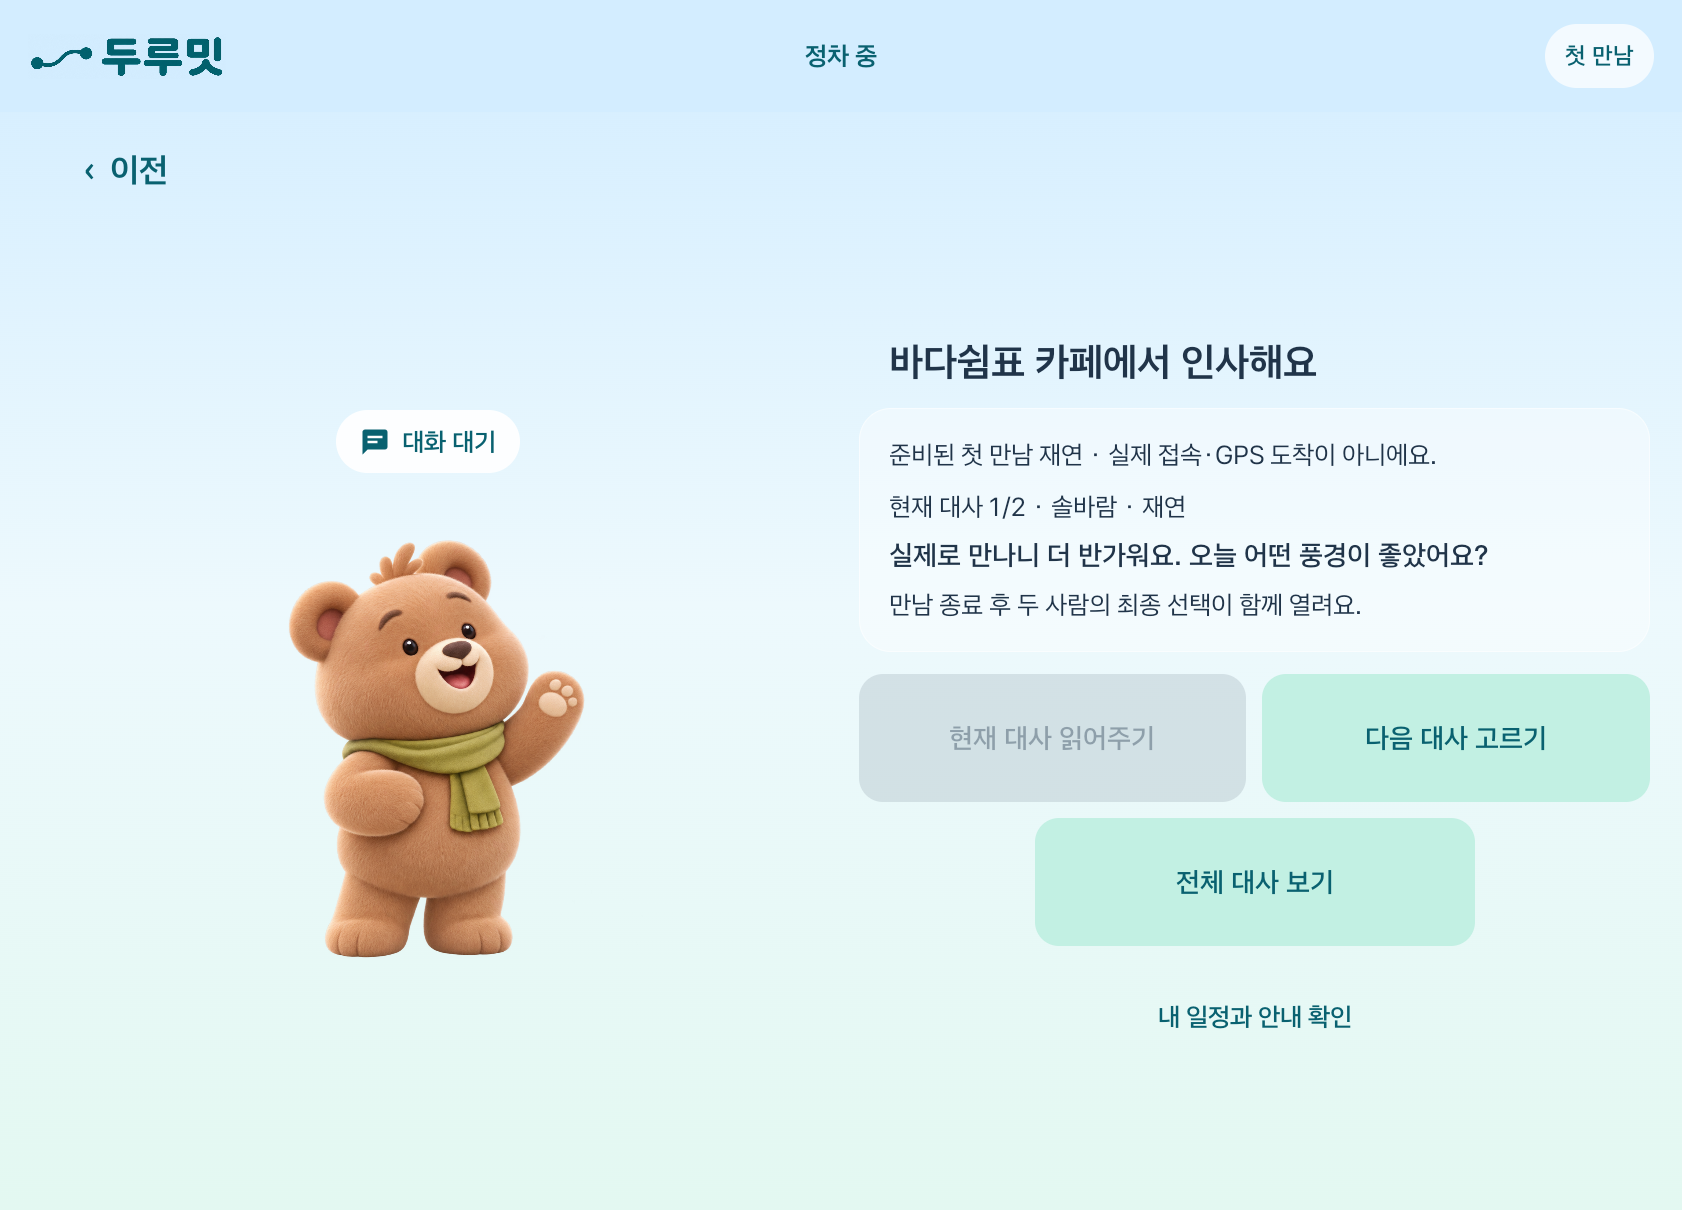 두루밋
정차 중
첫 만남
‹ 이전
바다쉼표 카페에서 인사해요
대화 대기
준비된 첫 만남 재연 · 실제 접속·GPS 도착이 아니에요.
현재 대사 1/2 · 솔바람 · 재연
실제로 만나니 더 반가워요. 오늘 어떤 풍경이 좋았어요?
만남 종료 후 두 사람의 최종 선택이 함께 열려요.
현재 대사 읽어주기
다음 대사 고르기
전체 대사 보기
내 일정과 안내 확인